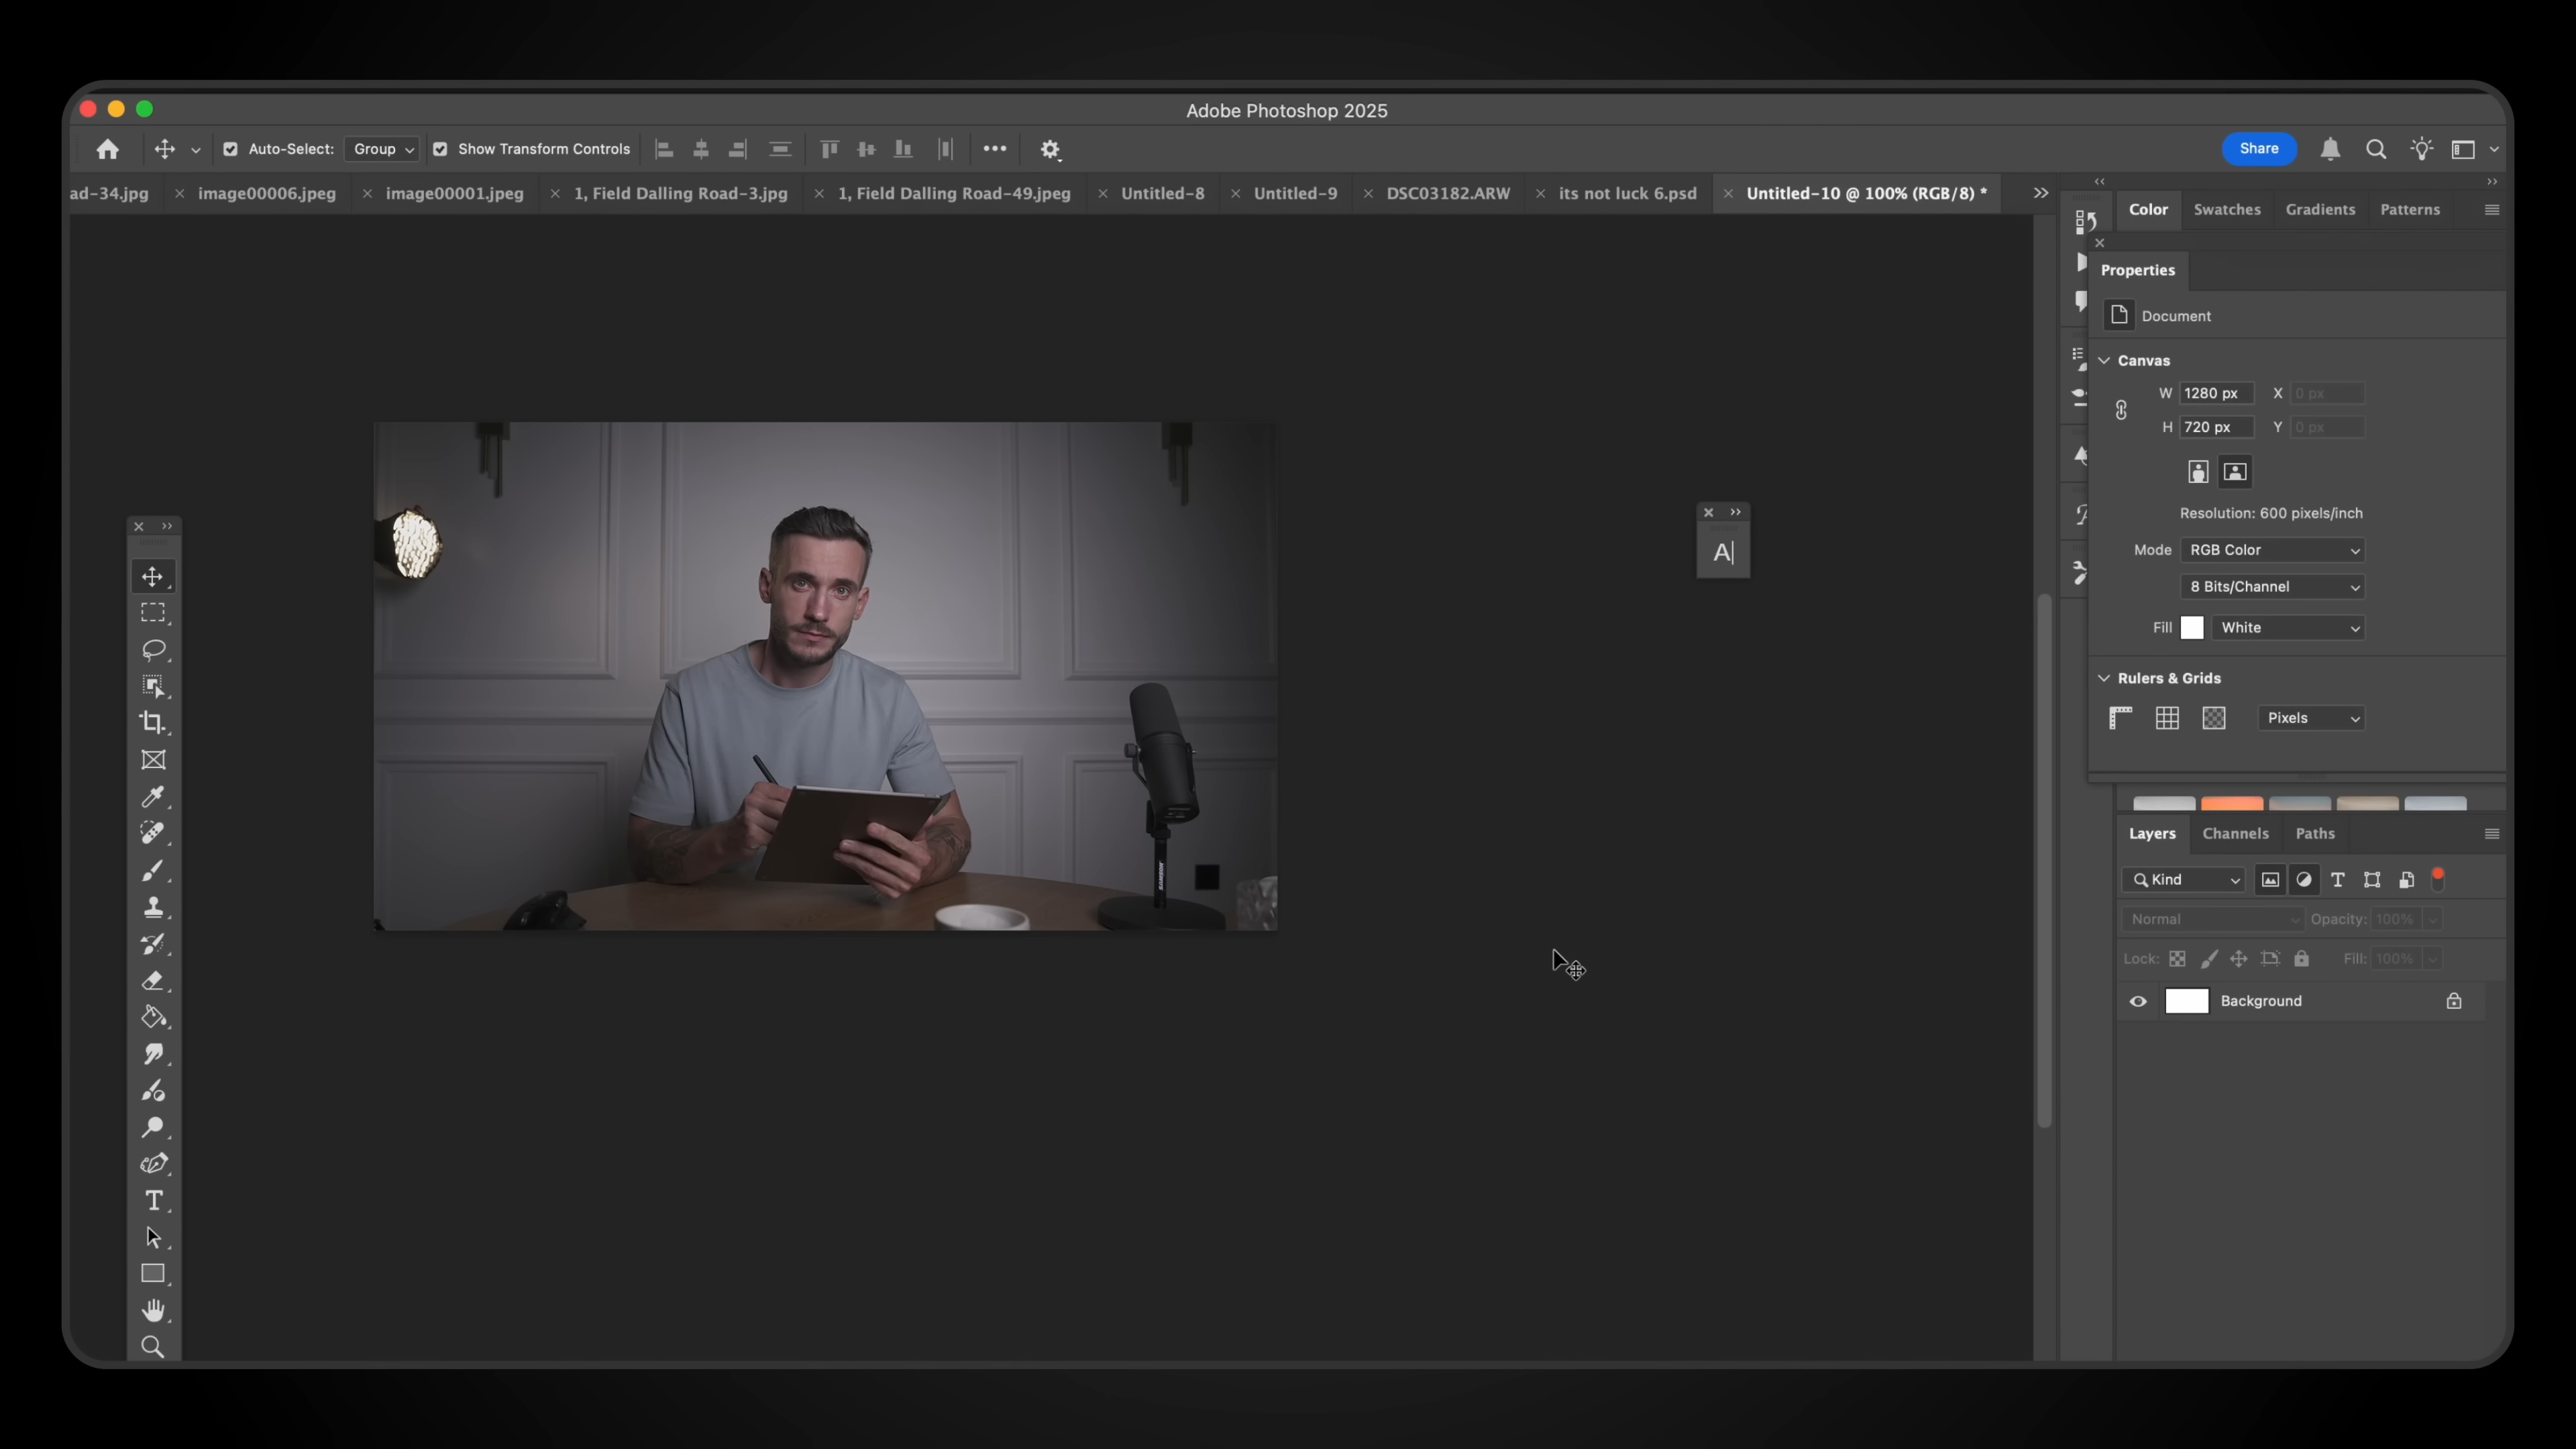 Adobe Photoshop 2025
Auto-Select: Group Show Transform Controls Share
ad-34.jpg image00006.jpeg image00001.jpeg 1, Field Dalling Road-3.jpg 1, Field Dalling Road-49.jpeg Untitled-8 Untitled-9 DSC03182.ARW its not luck 6.psd Untitled-10 @ 100% (RGB/8) *
Color Swatches Gradients Patterns
Properties
Document
Canvas
W 1280 px X 0 px
H 720 px Y 0 px
Resolution: 600 pixels/inch
Mode RGB Color
8 Bits/Channel
Fill White
Rulers & Grids
Pixels
A
Layers Channels Paths
Kind
Normal Opacity: 100%
Lock: Fill: 100%
Background
T